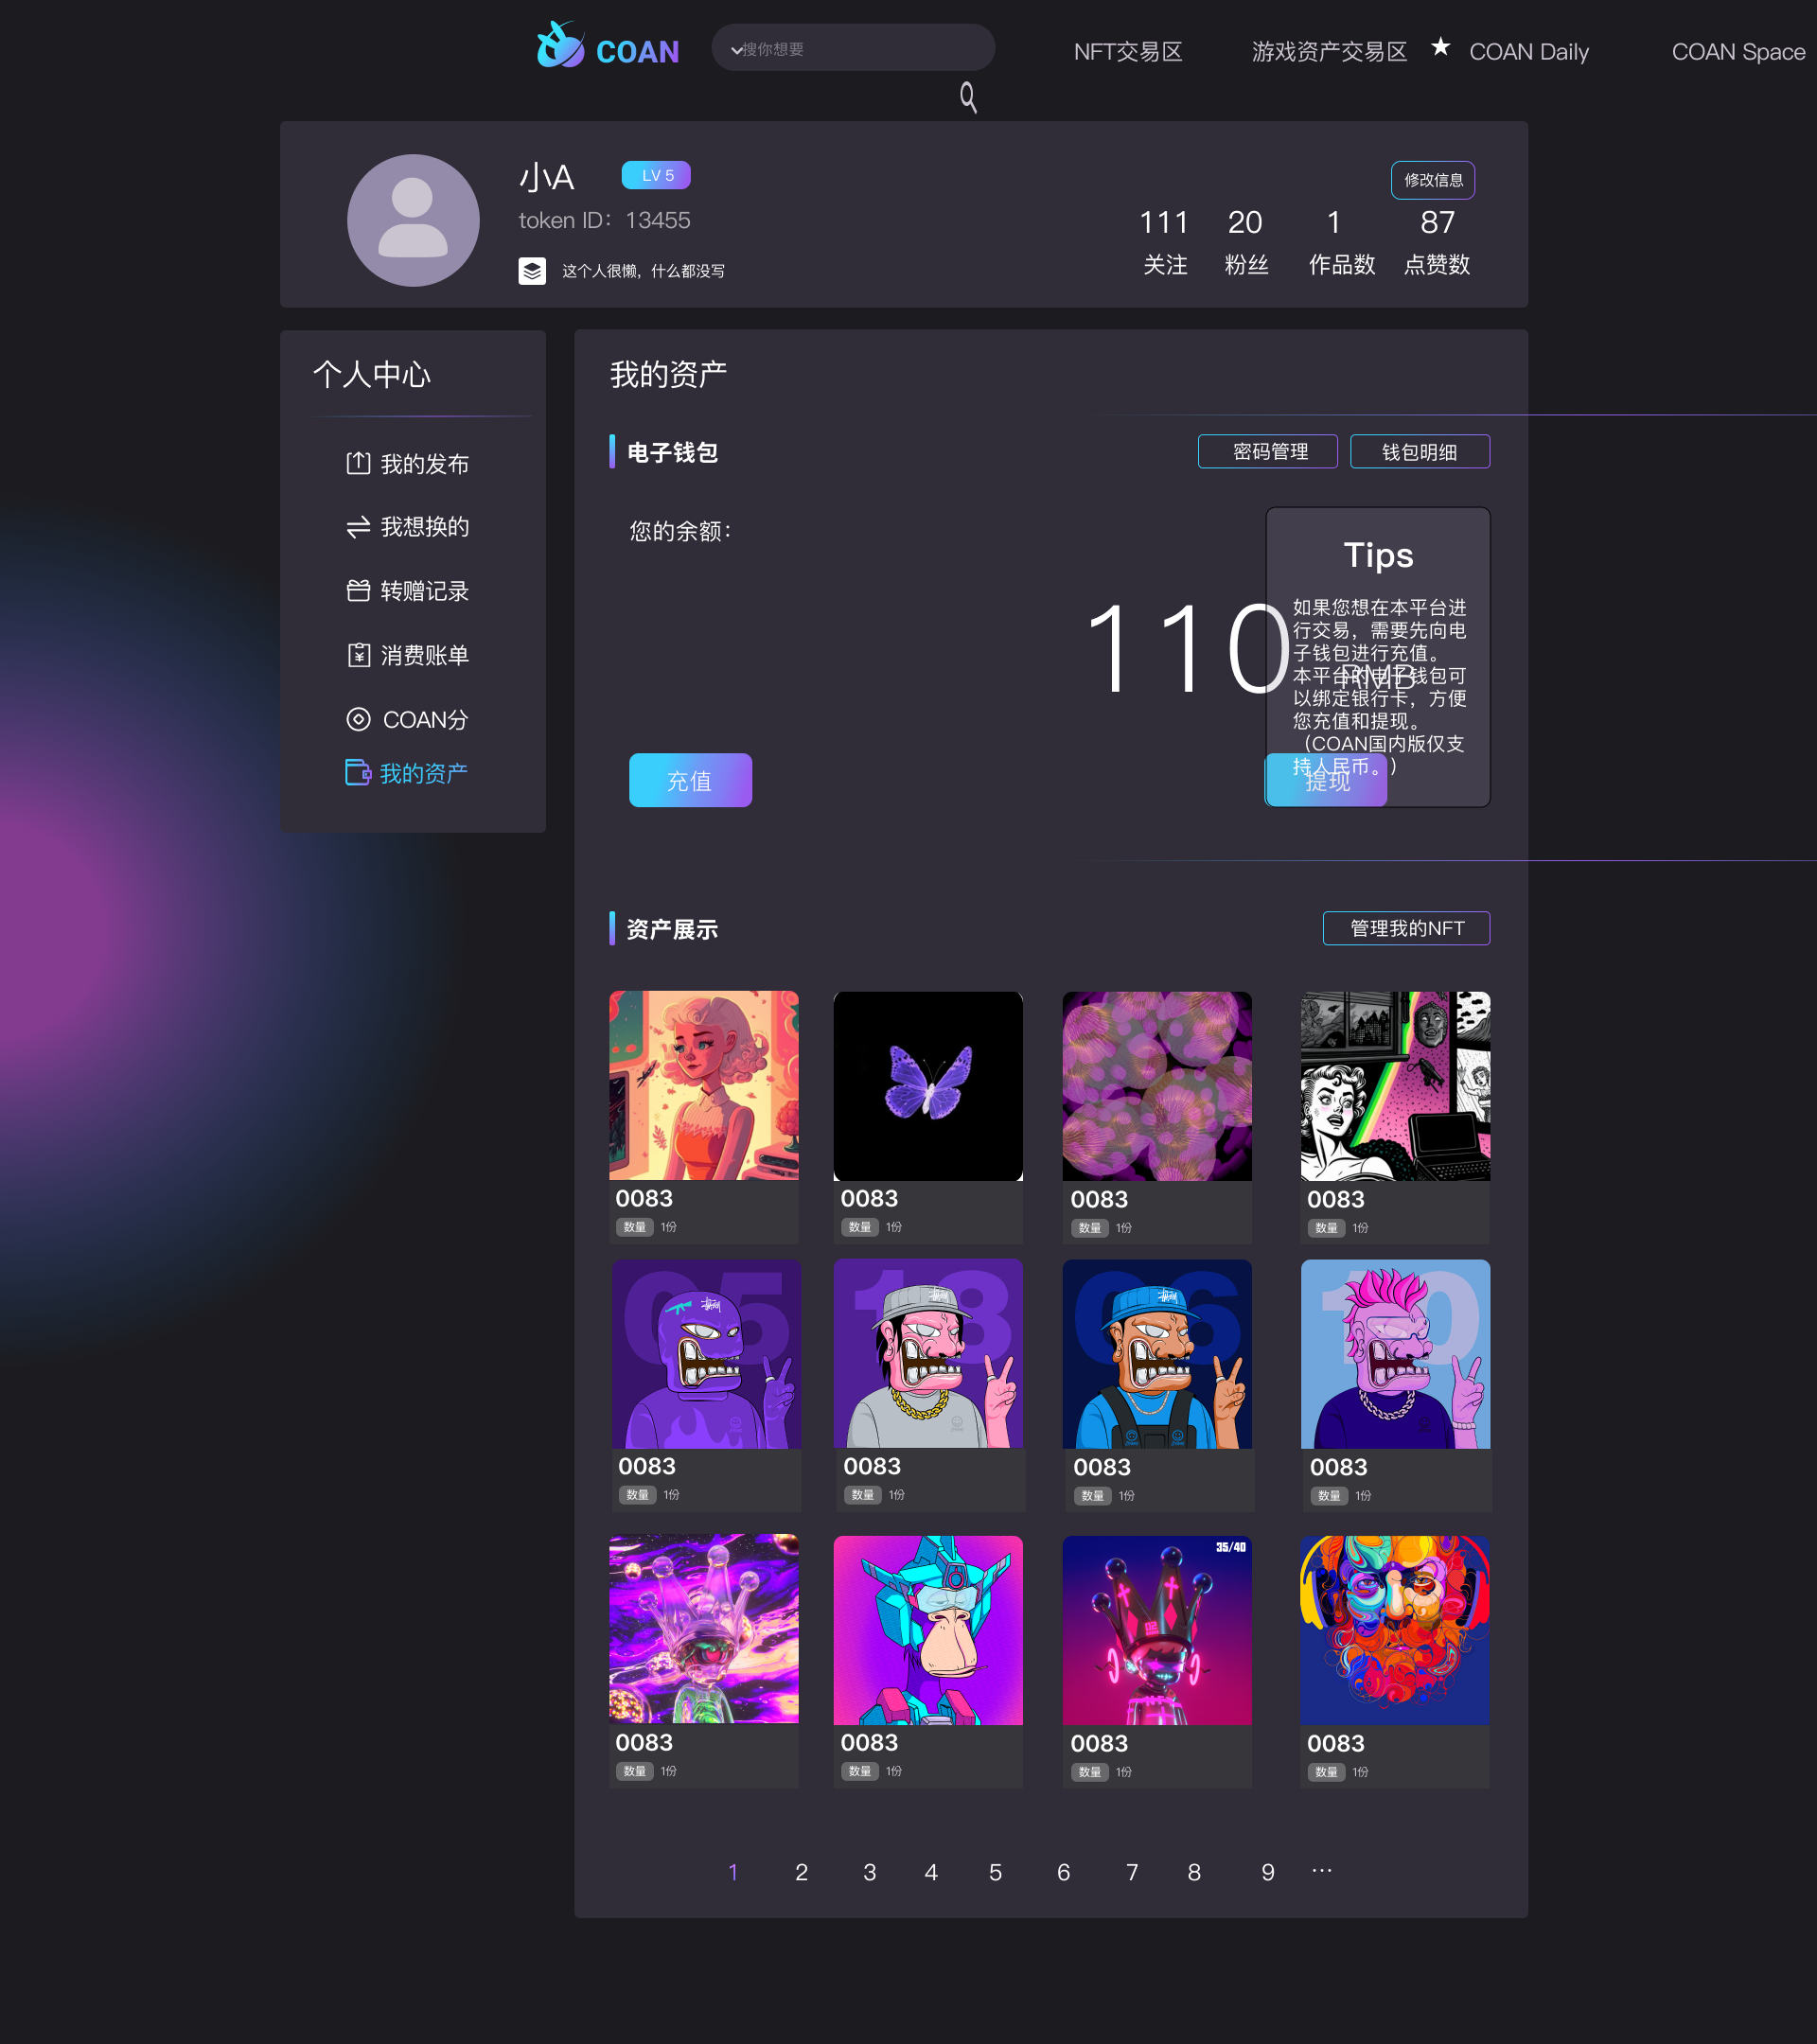 COAN
搜你想要
NFT交易区
游戏资产交易区
COAN Daily
COAN Space
小A
LV 5
token ID：13455
这个人很懒，什么都没写
修改信息
111
20
1
87
关注
粉丝
作品数
点赞数
个人中心
我的发布
我想换的
转赠记录
消费账单
COAN分
我的资产
我的资产
电子钱包
密码管理
钱包明细
您的余额：
110
RMB
充值
提现
Tips
如果您想在本平台进
行交易，需要先向电
子钱包进行充值。
本平台的电子钱包可
以绑定银行卡，方便
您充值和提现。
（COAN国内版仅支
持人民币。）
资产展示
管理我的NFT
0083
数量 1份
0083
数量 1份
0083
数量 1份
0083
数量 1份
05
18
06
10
0083
数量 1份
0083
数量 1份
0083
数量 1份
0083
数量 1份
35/40
0083
数量 1份
0083
数量 1份
0083
数量 1份
0083
数量 1份
1 2 3 4 5 6 7 8 9 ···